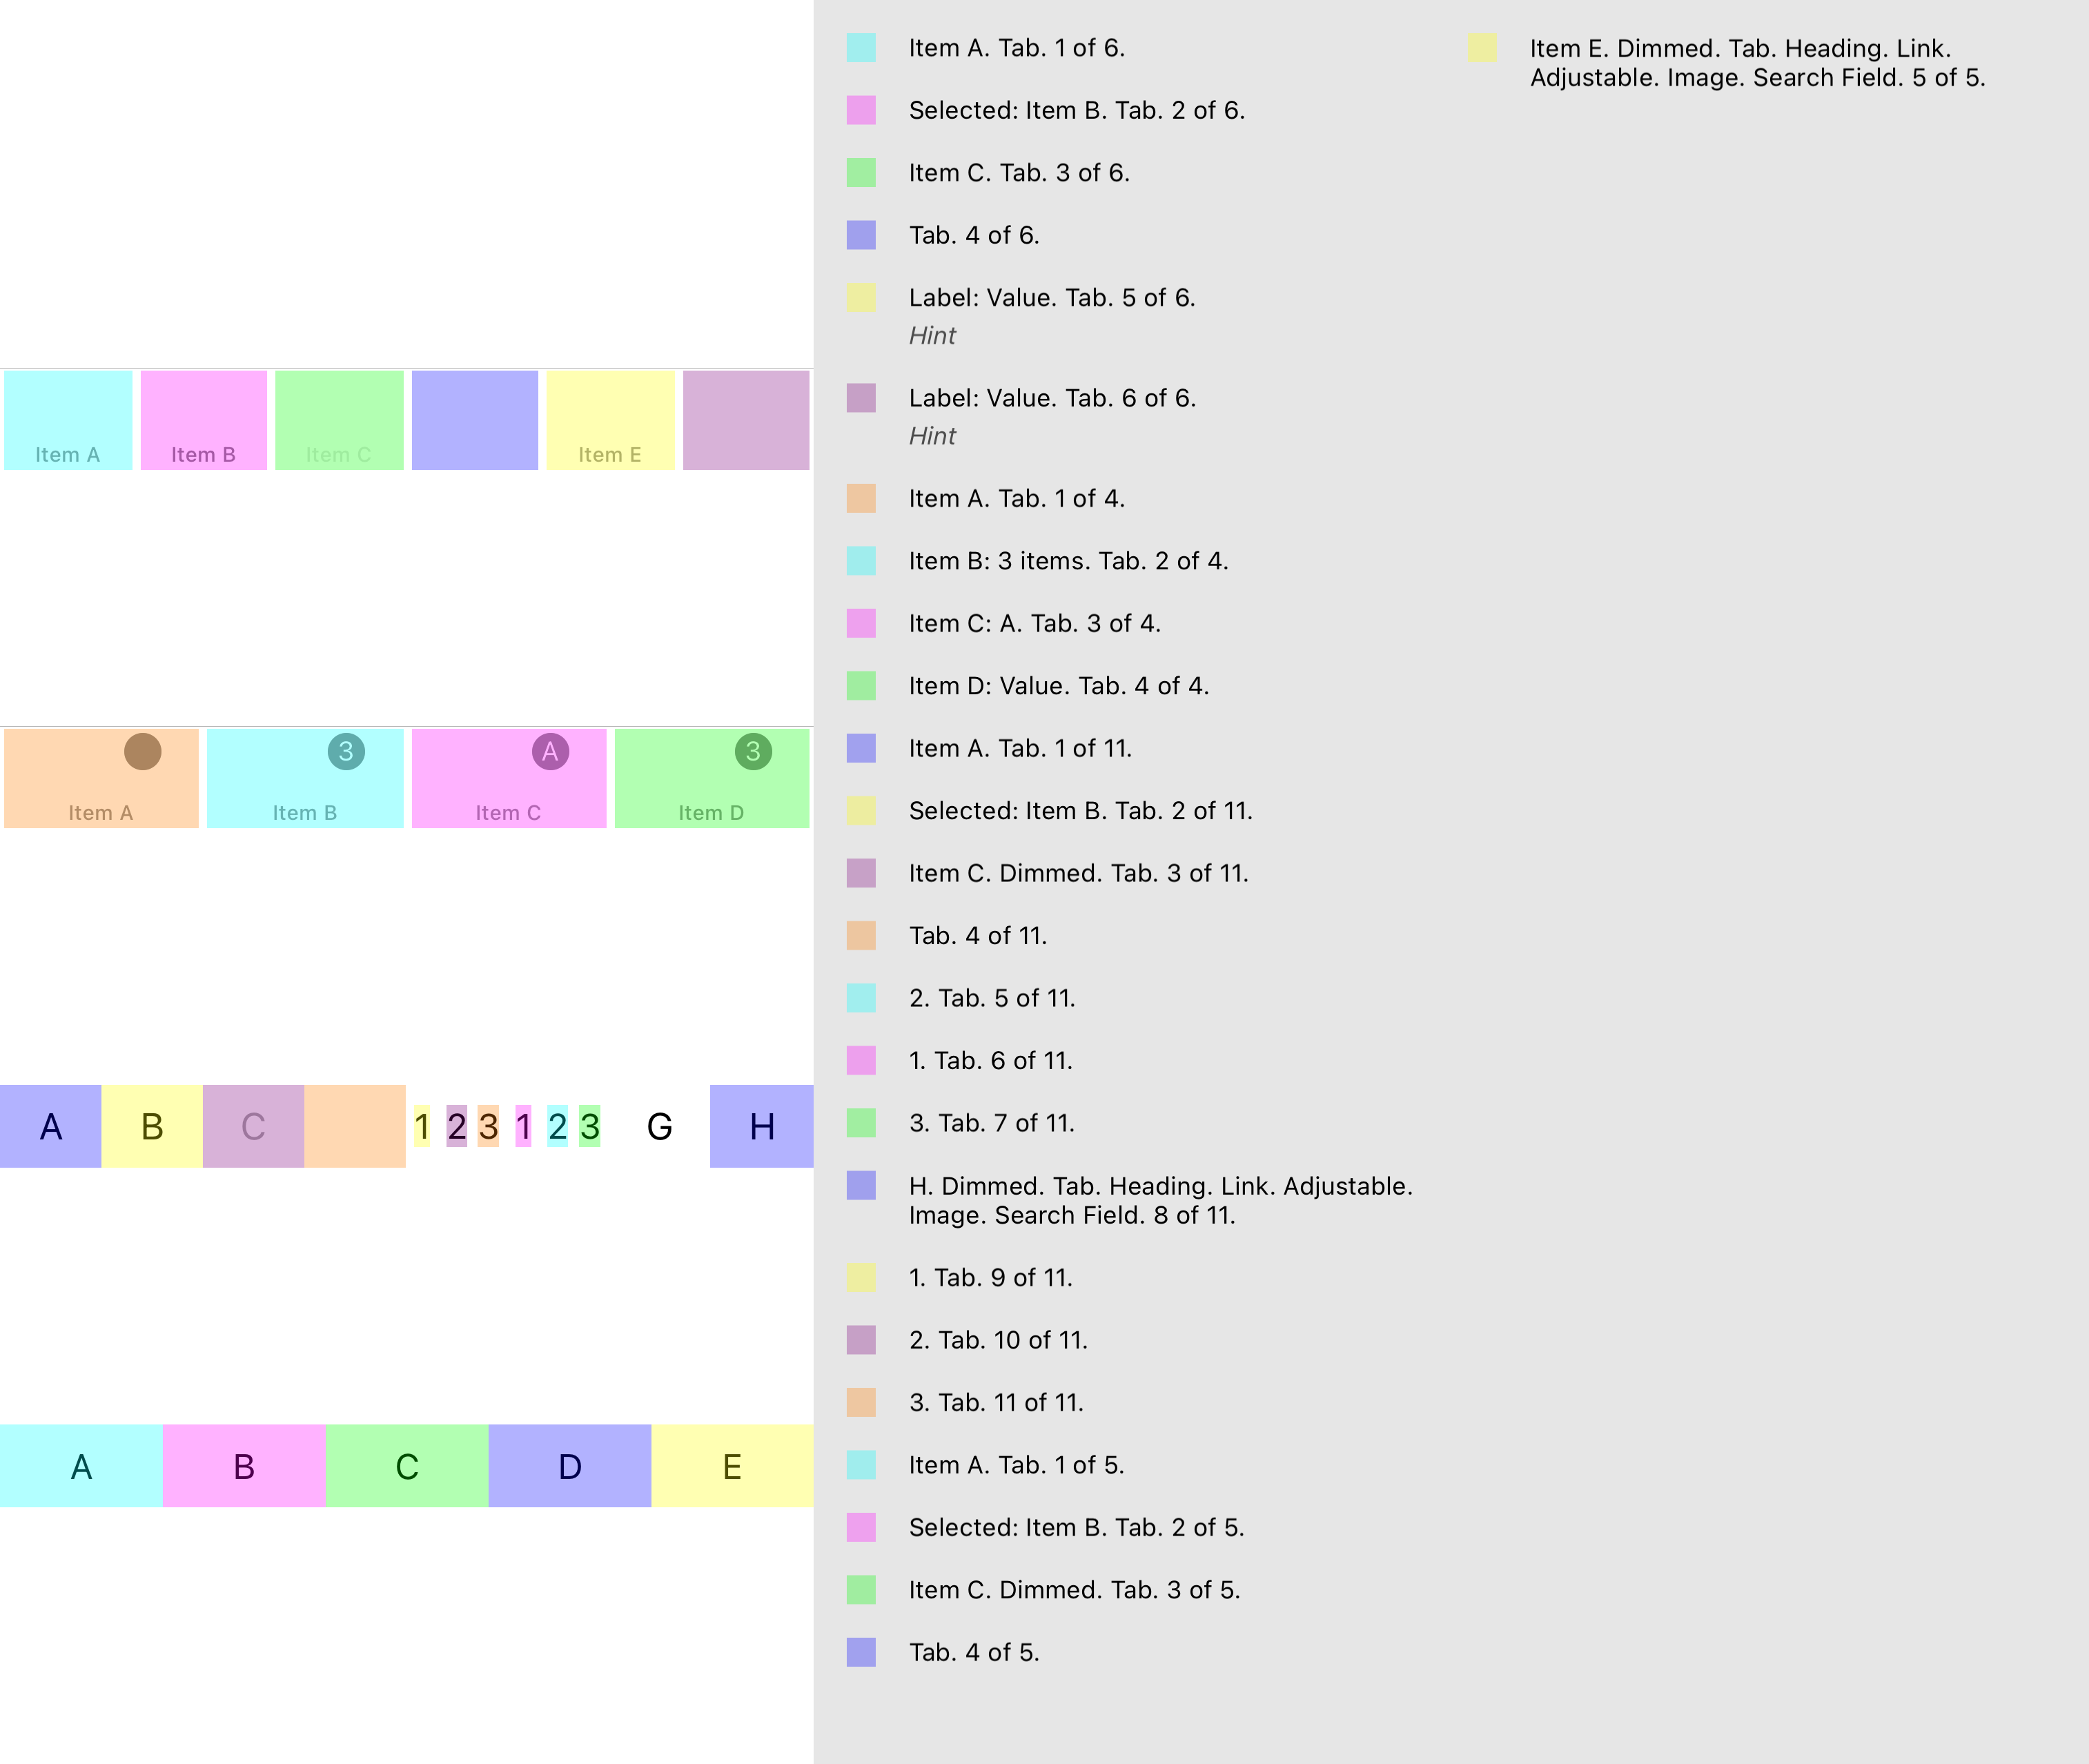 Item A
Item B
Item C
Item E
3
A
3
Item A
Item B
Item C
Item D
A
B
C
1
2
3
1
2
3
G
H
A
B
C
D
E
Item A. Tab. 1 of 6.
Selected: Item B. Tab. 2 of 6.
Item C. Tab. 3 of 6.
Tab. 4 of 6.
Label: Value. Tab. 5 of 6.
Hint
Label: Value. Tab. 6 of 6.
Hint
Item A. Tab. 1 of 4.
Item B: 3 items. Tab. 2 of 4.
Item C: A. Tab. 3 of 4.
Item D: Value. Tab. 4 of 4.
Item A. Tab. 1 of 11.
Selected: Item B. Tab. 2 of 11.
Item C. Dimmed. Tab. 3 of 11.
Tab. 4 of 11.
2. Tab. 5 of 11.
1. Tab. 6 of 11.
3. Tab. 7 of 11.
H. Dimmed. Tab. Heading. Link. Adjustable.
Image. Search Field. 8 of 11.
1. Tab. 9 of 11.
2. Tab. 10 of 11.
3. Tab. 11 of 11.
Item A. Tab. 1 of 5.
Selected: Item B. Tab. 2 of 5.
Item C. Dimmed. Tab. 3 of 5.
Tab. 4 of 5.
Item E. Dimmed. Tab. Heading. Link.
Adjustable. Image. Search Field. 5 of 5.